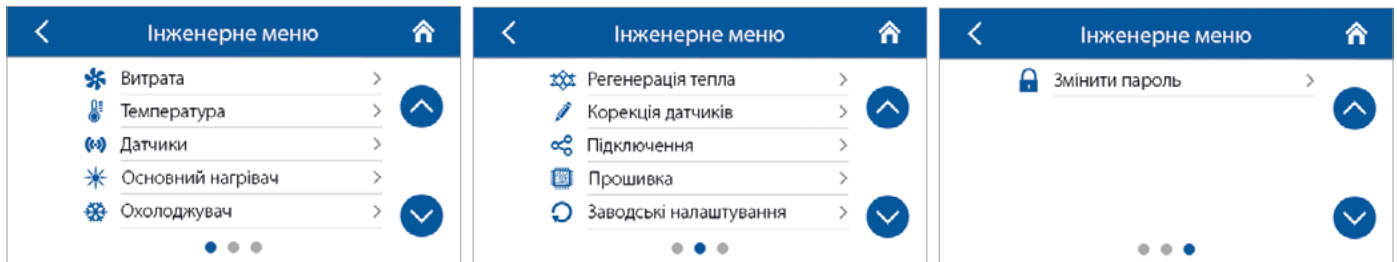 Інженерне меню
Витрата
Температура
Датчики
Основний нагрівач
Охолоджувач
Інженерне меню
Регенерація тепла
Корекція датчиків
Підключення
Прошивка
Заводські налаштування
Інженерне меню
Змінити пароль